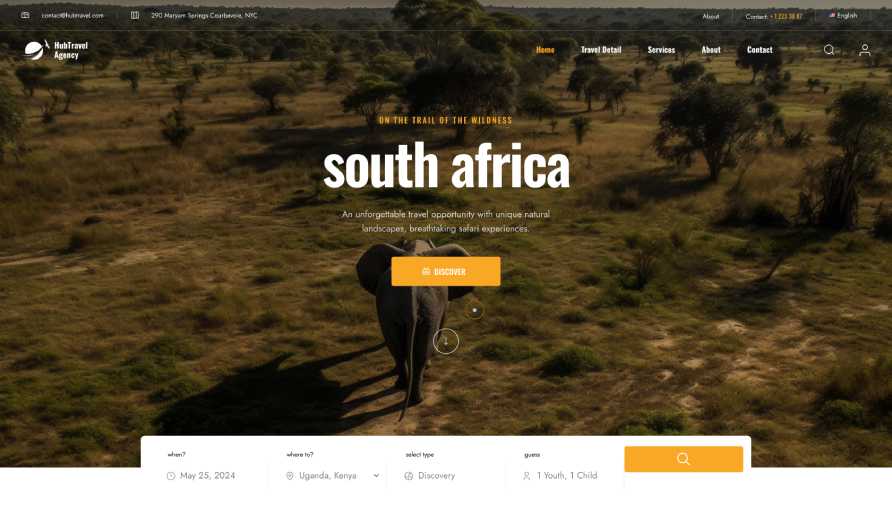 contact@hubtravel.com
290 Maryam Springs Cearbavoie, NYC
About
Contact: + 1 223 38 87
English
HubTravel
Agency
Home
Travel Detail
Services
About
Contact
ON THE TRAIL OF THE WILDNESS
south africa
An unforgettable travel opportunity with unique natural
landscapes, breathtaking safari experiences.
DISCOVER
when?
where to?
select type
guess
May 25, 2024
Uganda, Kenya
Discovery
1 Youth, 1 Child